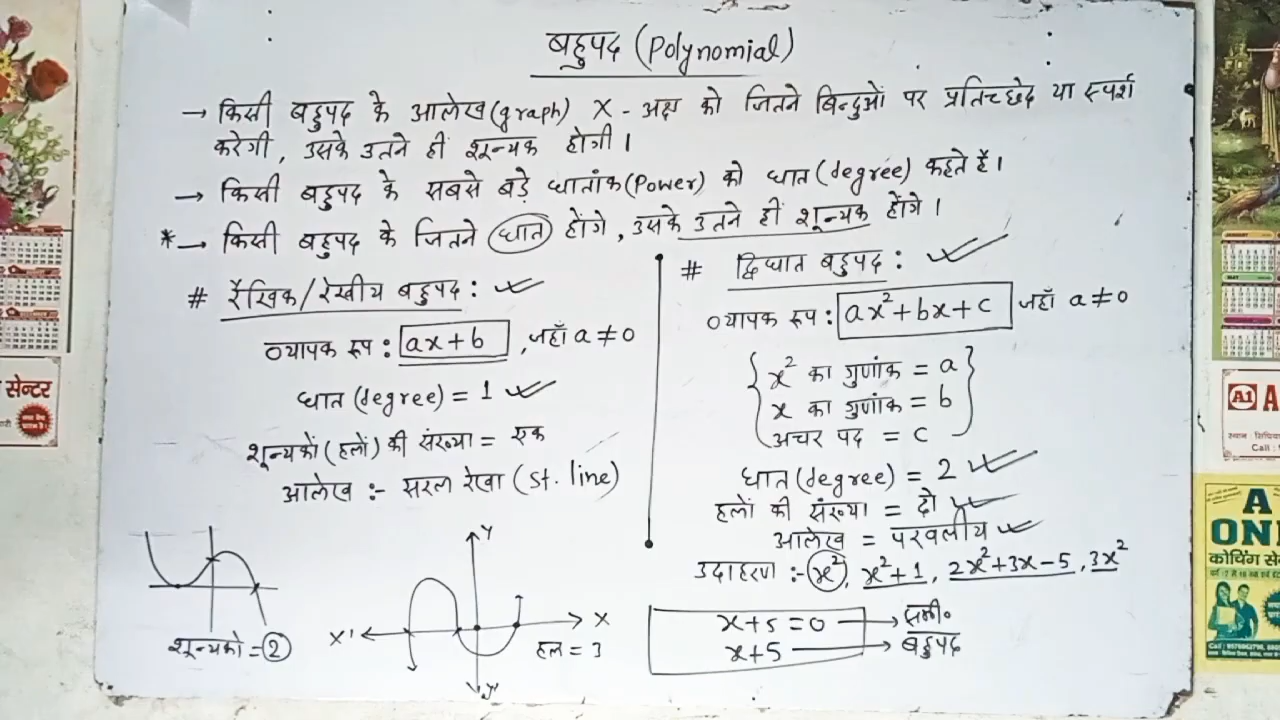 बहुपद (Polynomial)
→ किसी बहुपद के आलेख(graph) X - अक्ष को जितने बिन्दुओं पर प्रतिच्छेद या स्पर्श
करेगी, उसके उतने ही शून्यक होगी।
→ किसी बहुपद के सबसे बड़े घातांक(Power) को घात(degree) कहते हैं।
*→ किसी बहुपद के जितने घात होंगे, उसके उतने ही शून्यक होंगे।
# रैखिक/रेखीय बहुपद: ✓
व्यापक रूप: ax+b, जहाँ a≠0
घात (degree) = 1 ✓
शून्यकों(हलों) की संख्या = एक
आलेख :- सरल रेखा (St. line)
शून्यको = 2
Y
X' X
Y'
हल = 3
# द्विघात बहुपद: ✓
व्यापक रूप: ax²+bx+c जहाँ a≠0
x² का गुणांक = a
x का गुणांक = b
अचर पद = c
घात(degree) = 2 ✓
हलों की संख्या = दो ✓
आलेख = परवलीय ✓
उदाहरण :- x², x²+1, 2x²+3x-5, 3x²
x+5=0 → समी०
x+5 → बहुपद
सेन्टर
A1 A
Call :
A
ONE
कोचिंग से